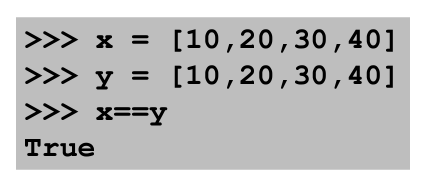 >>> x = [10,20,30,40]
>>> y = [10,20,30,40]
>>> x==y
True